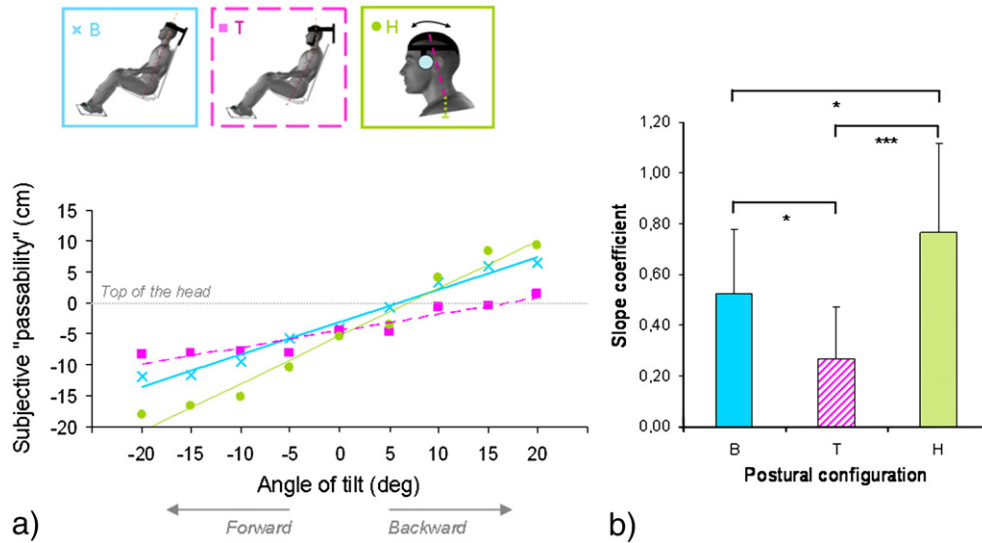 B
T
H
Subjective "passability" (cm)
15
10
5
0
-5
-10
-15
-20
Top of the head
-20 -15 -10 -5 0 5 10 15 20
Angle of tilt (deg)
Forward Backward
a)
*
***
*
Slope coefficient
1,20
1,00
0,80
0,60
0,40
0,20
0,00
B T H
Postural configuration
b)